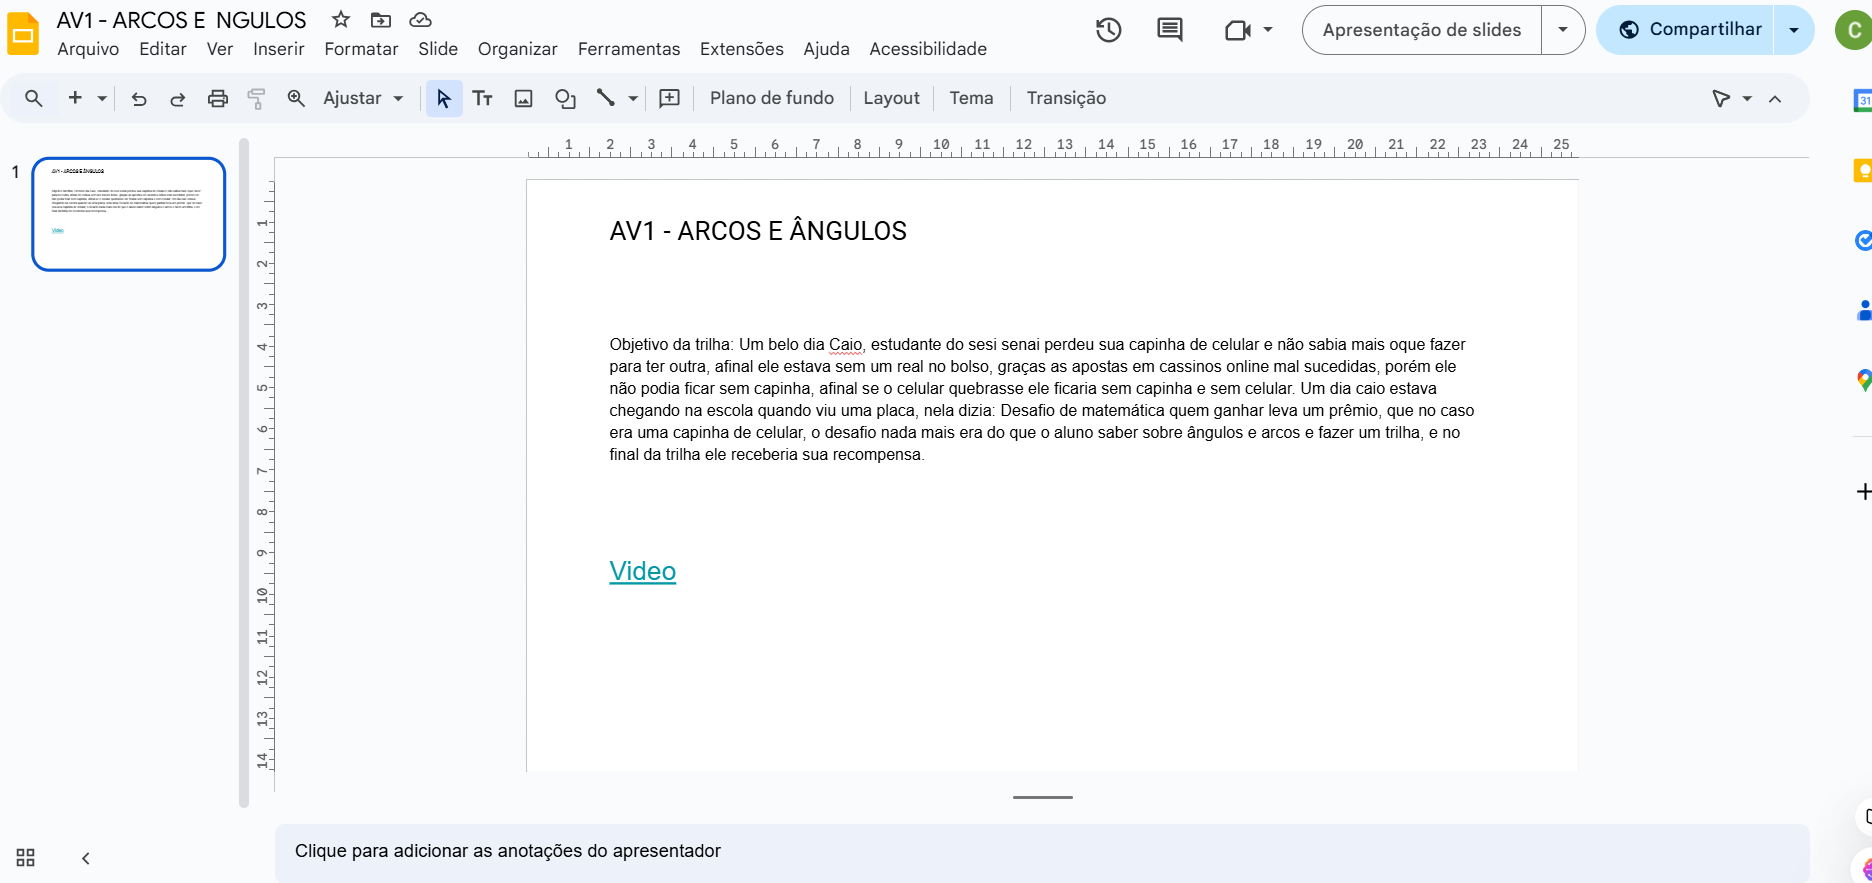 AV1 - ARCOS E  NGULOS
Arquivo Editar Ver Inserir Formatar Slide Organizar Ferramentas Extensões Ajuda Acessibilidade
Apresentação de slides
Compartilhar
C
Ajustar
Plano de fundo
Layout
Tema
Transição
31
1 2 3 4 5 6 7 8 9 10 11 12 13 14 15 16 17 18 19 20 21 22 23 24 25
1
AV1 - ARCOS E ÂNGULOS
Video
1 2 3 4 5 6 7 8 9 10 11 12 13 14
AV1 - ARCOS E ÂNGULOS
Objetivo da trilha: Um belo dia Caio, estudante do sesi senai perdeu sua capinha de celular e não sabia mais oque fazer
para ter outra, afinal ele estava sem um real no bolso, graças as apostas em cassinos online mal sucedidas, porém ele
não podia ficar sem capinha, afinal se o celular quebrasse ele ficaria sem capinha e sem celular. Um dia caio estava
chegando na escola quando viu uma placa, nela dizia: Desafio de matemática quem ganhar leva um prêmio, que no caso
era uma capinha de celular, o desafio nada mais era do que o aluno saber sobre ângulos e arcos e fazer um trilha, e no
final da trilha ele receberia sua recompensa.
Video
Clique para adicionar as anotações do apresentador